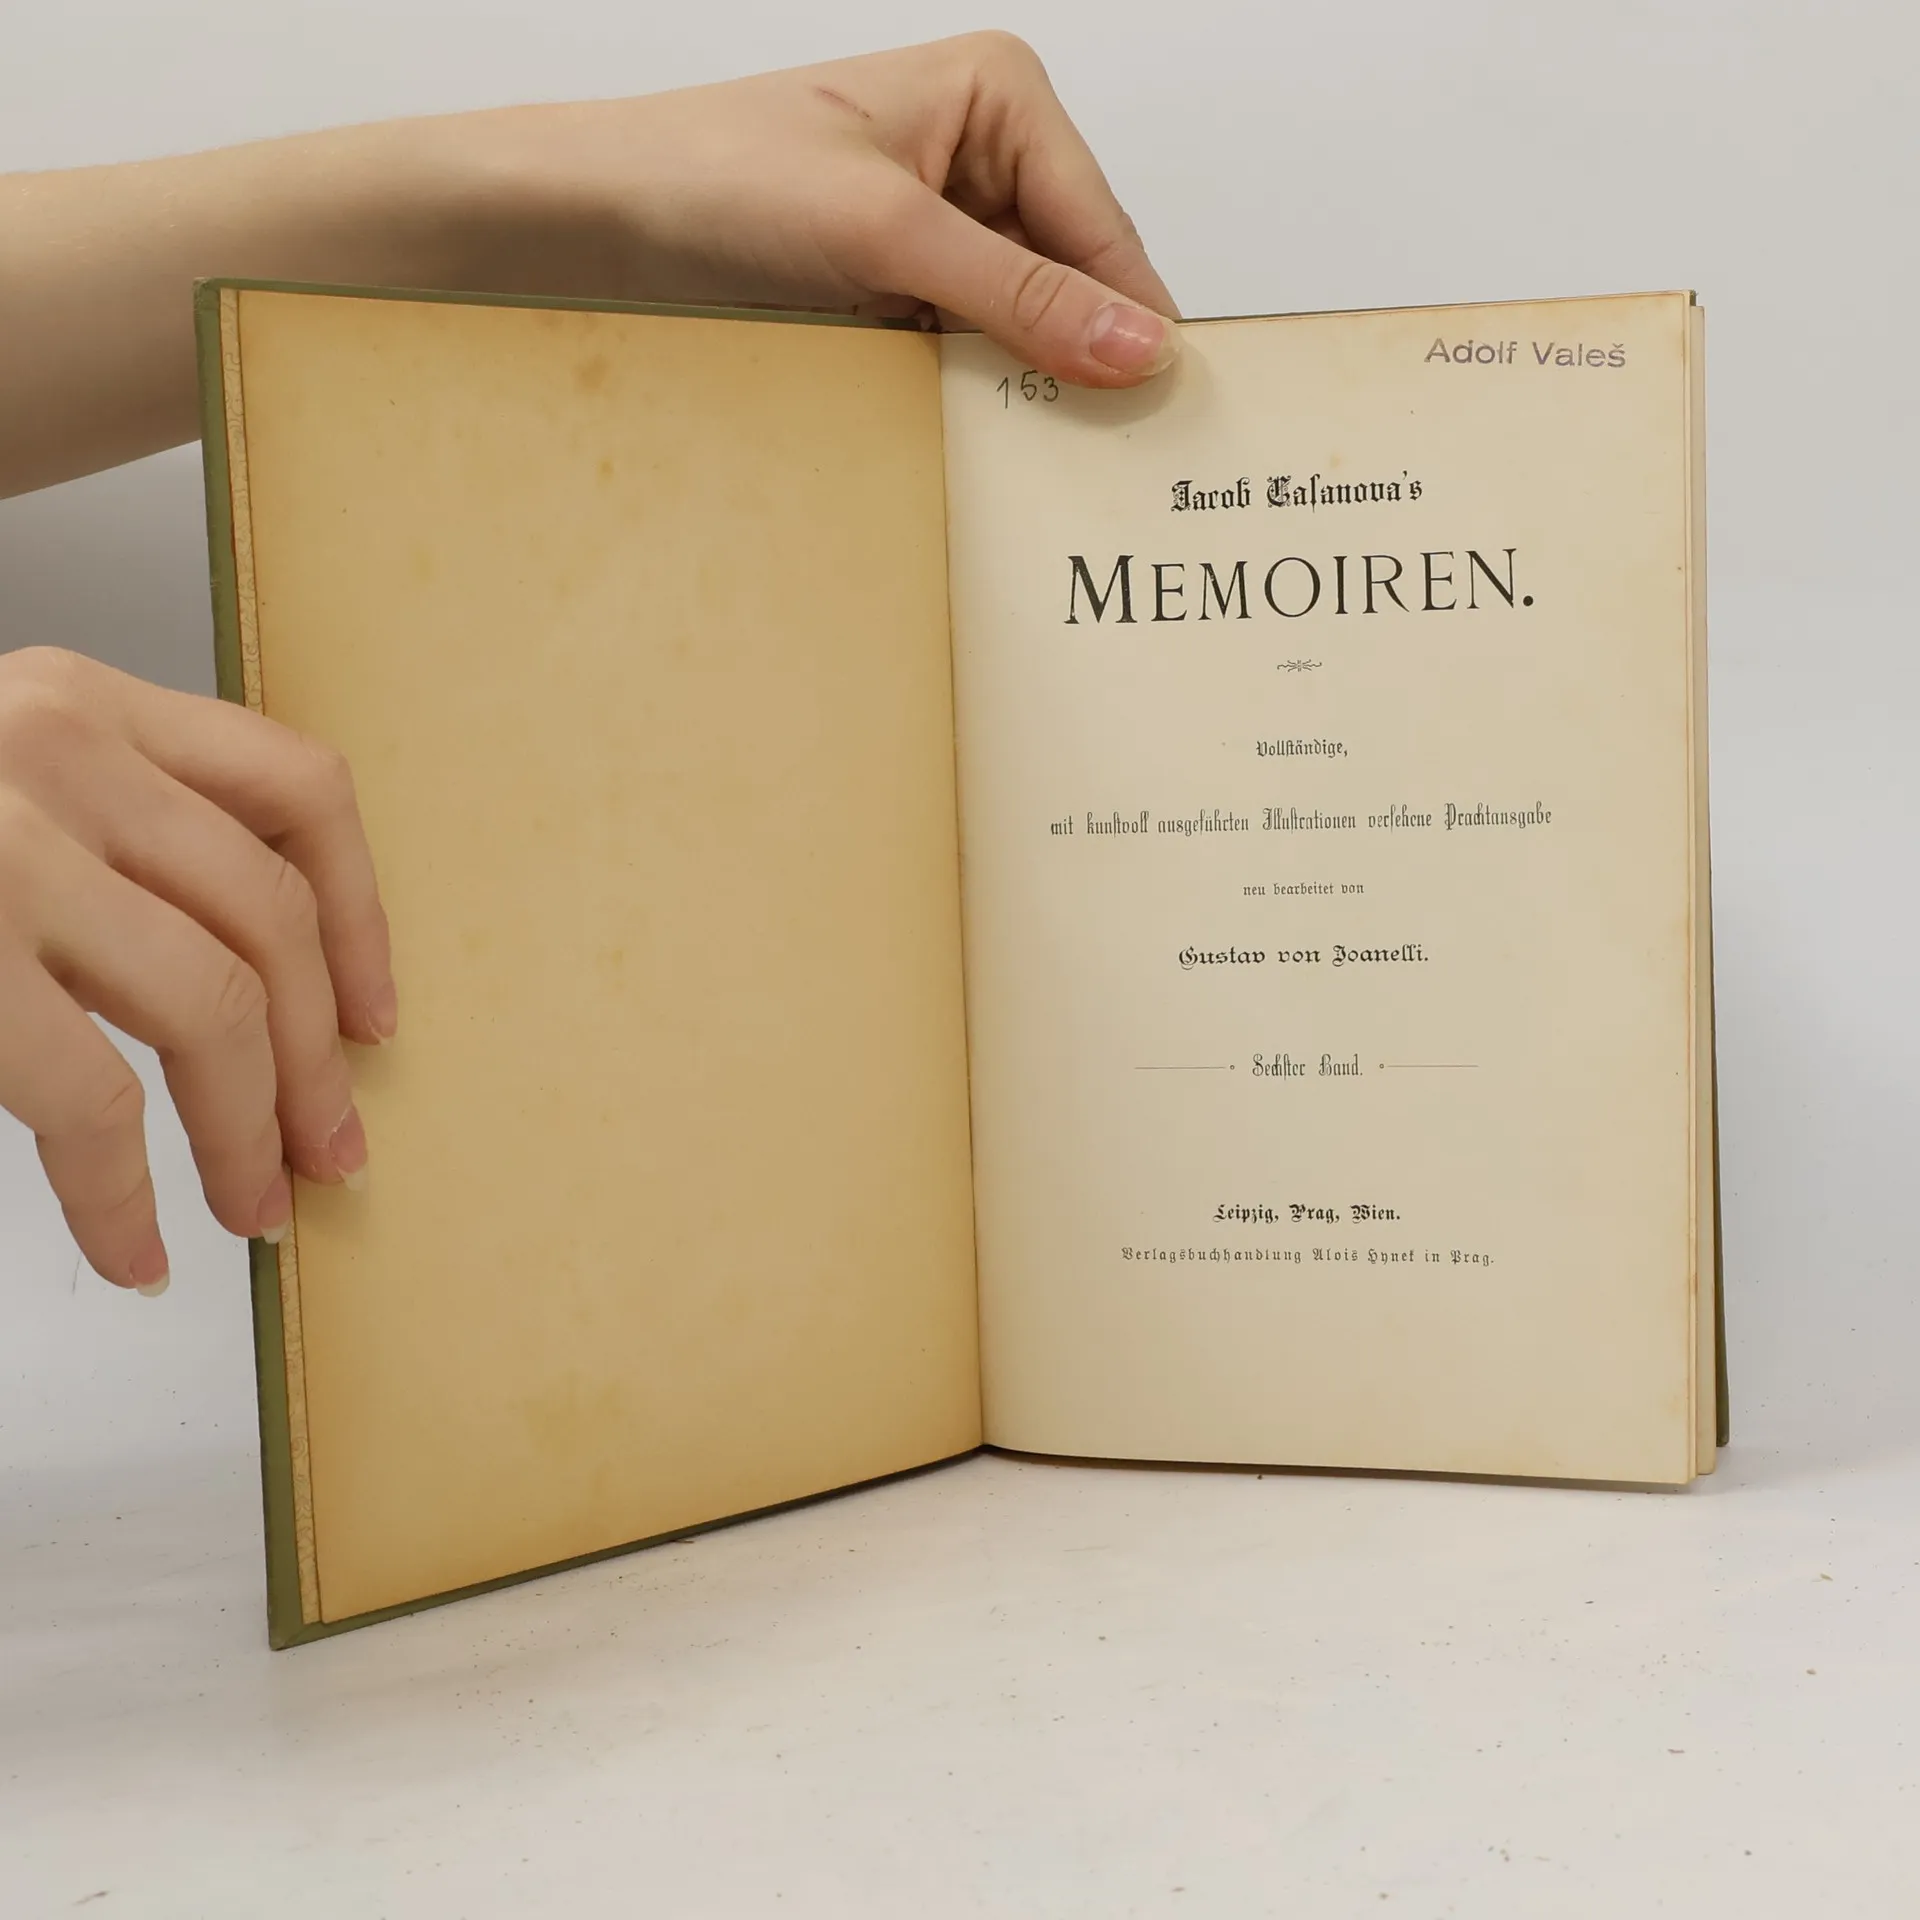 Adolf Valeš
153
Jacob Casanova's
MEMOIREN.
Vollständige,
mit kunstvoll ausgeführten Illustrationen versehene Prachtausgabe
neu bearbeitet von
Gustav von Joanelli.
Sechster Band.
Leipzig, Prag, Wien.
Verlagsbuchhandlung Alois Hynek in Prag.